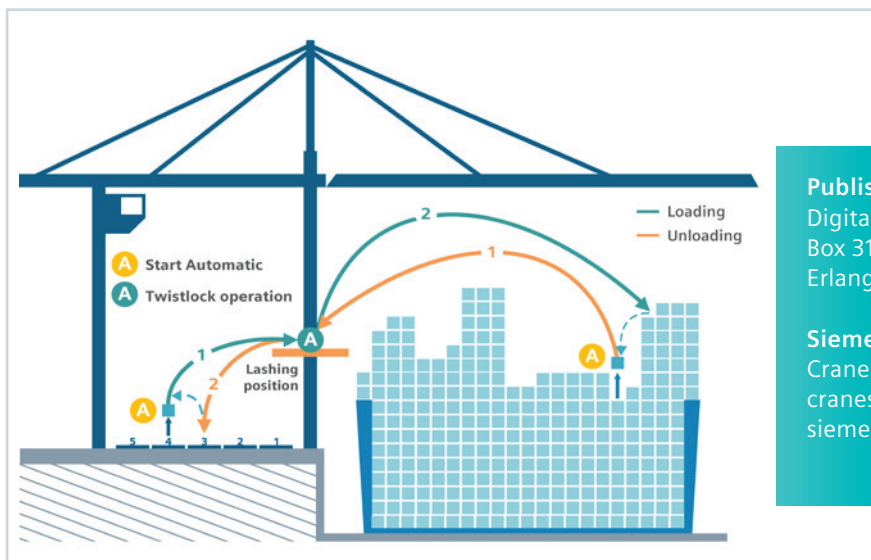 2
Loading
Unloading
1
A Start Automatic
A Twistlock operation
A
1
Lashing
position
2
A
A
5 4 3 2 1
Publis
Digita
Box 31
Erlang
Sieme
Crane
cranes
sieme